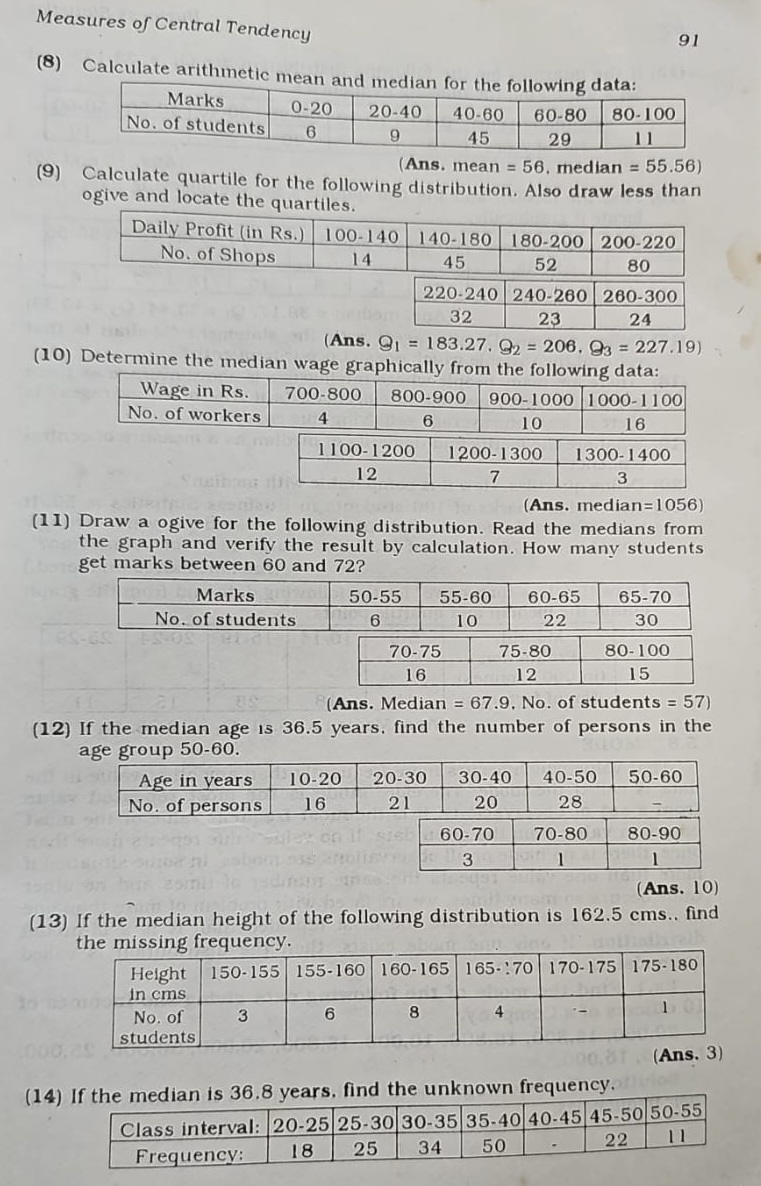 Measures of Central Tendency 91
(8) Calculate arithmetic mean and median for the following data:
Marks 0-20 20-40 40-60 60-80 80-100
No. of students 6 9 45 29 11
(Ans. mean = 56, median = 55.56)
(9) Calculate quartile for the following distribution. Also draw less than
ogive and locate the quartiles.
Daily Profit (in Rs.) 100-140 140-180 180-200 200-220
No. of Shops 14 45 52 80
220-240 240-260 260-300
32 23 24
(Ans. Q1 = 183.27, Q2 = 206, Q3 = 227.19)
(10) Determine the median wage graphically from the following data:
Wage in Rs. 700-800 800-900 900-1000 1000-1100
No. of workers 4 6 10 16
1100-1200 1200-1300 1300-1400
12 7 3
(Ans. median=1056)
(11) Draw a ogive for the following distribution. Read the medians from
the graph and verify the result by calculation. How many students
get marks between 60 and 72?
Marks 50-55 55-60 60-65 65-70
No. of students 6 10 22 30
70-75 75-80 80-100
16 12 15
(Ans. Median = 67.9, No. of students = 57)
(12) If the median age is 36.5 years, find the number of persons in the
age group 50-60.
Age in years 10-20 20-30 30-40 40-50 50-60
No. of persons 16 21 20 28 –
60-70 70-80 80-90
3 1 1
(Ans. 10)
(13) If the median height of the following distribution is 162.5 cms., find
the missing frequency.
Height 150-155 155-160 160-165 165-170 170-175 175-180
in cms
No. of 3 6 8 4 - 1
students
(Ans. 3)
(14) If the median is 36.8 years, find the unknown frequency.
Class interval: 20-25 25-30 30-35 35-40 40-45 45-50 50-55
Frequency: 18 25 34 50 - 22 11